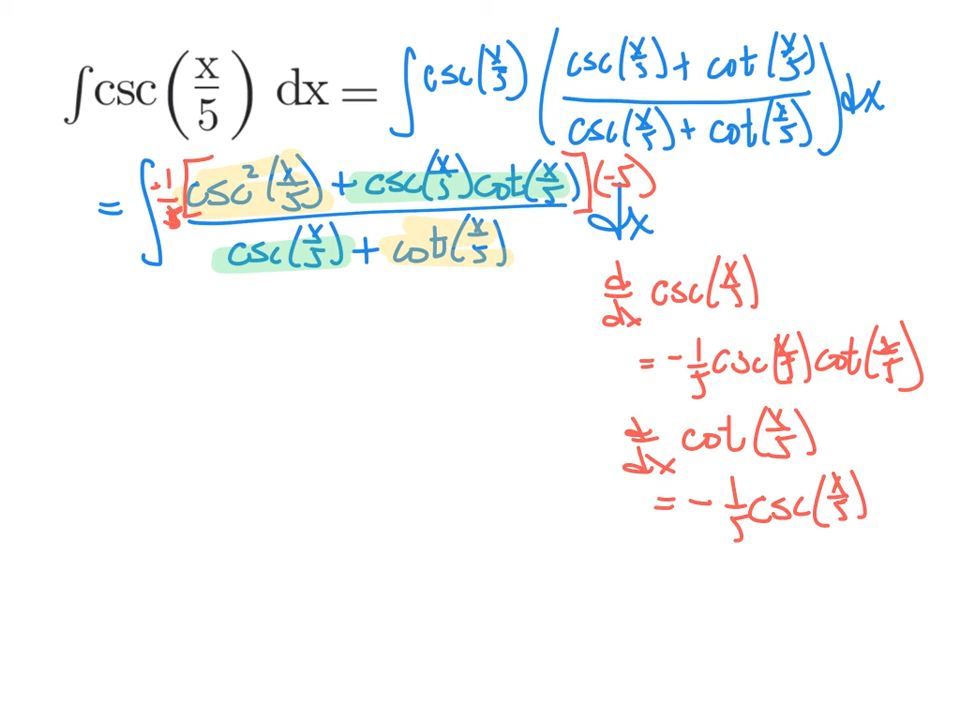 ∫csc(x/5) dx = ∫csc(x/5) ((csc(x/5) + cot(x/5))/(csc(x/5) + cot(x/5))) dx
= ∫ -1/5 [csc²(x/5) + csc(x/5)cot(x/5)] (-5) / (csc(x/5) + cot(x/5)) dx
d/dx csc(x/5)
= -1/5 csc(x/5) cot(x/5)
d/dx cot(x/5)
= -1/5 csc(x/5)